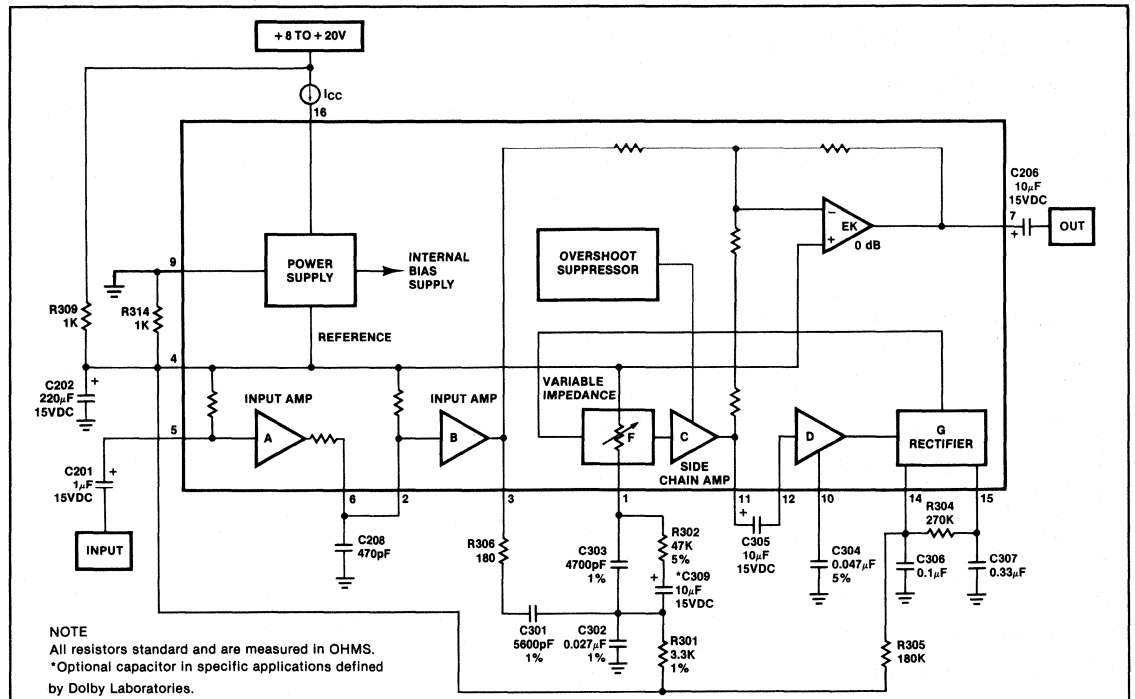 +8 TO +20V
ICC
16
C206
10µF
15VDC
7
+
OUT
EK
−
+
0 dB
OVERSHOOT
SUPPRESSOR
9
POWER
SUPPLY
INTERNAL
BIAS
SUPPLY
R309
1K
R314
1K
REFERENCE
4
C202
220µF
15VDC
+
VARIABLE
IMPEDANCE
INPUT AMP
INPUT AMP
A
B
F
C
D
G
RECTIFIER
SIDE
CHAIN AMP
5
C201
1µF
15VDC
+
INPUT
6
2
3
1
11
12
10
14
15
C208
470pF
R306
180
C303
4700pF
1%
R302
47K
5%
+
*C309
10µF
15VDC
+
C305
10µF
15VDC
C304
0.047µF
5%
R304
270K
C306
0.1µF
C307
0.33µF
C301
5600pF
1%
C302
0.027µF
1%
R301
3.3K
1%
R305
180K
NOTE
All resistors standard and are measured in OHMS.
*Optional capacitor in specific applications defined
by Dolby Laboratories.